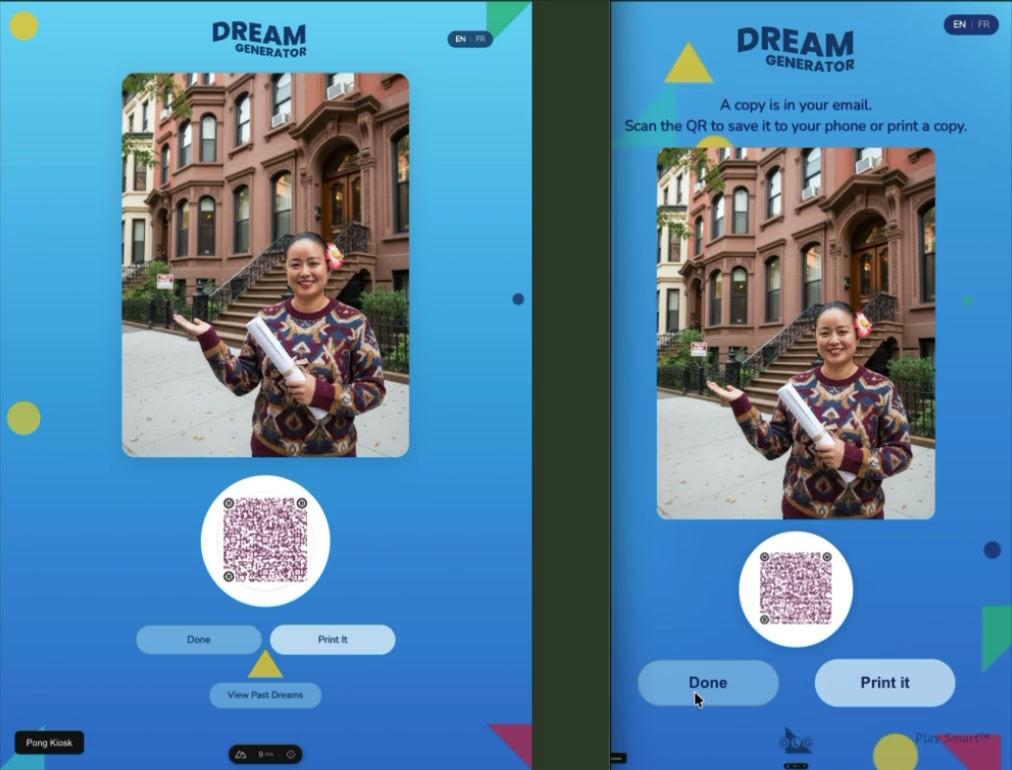 DREAM
GENERATOR
EN | FR
Done
Print It
View Past Dreams
Pong Kiosk
EN | FR
DREAM
GENERATOR
A copy is in your email.
Scan the QR to save it to your phone or print a copy.
Done
Print it
Play Smart™